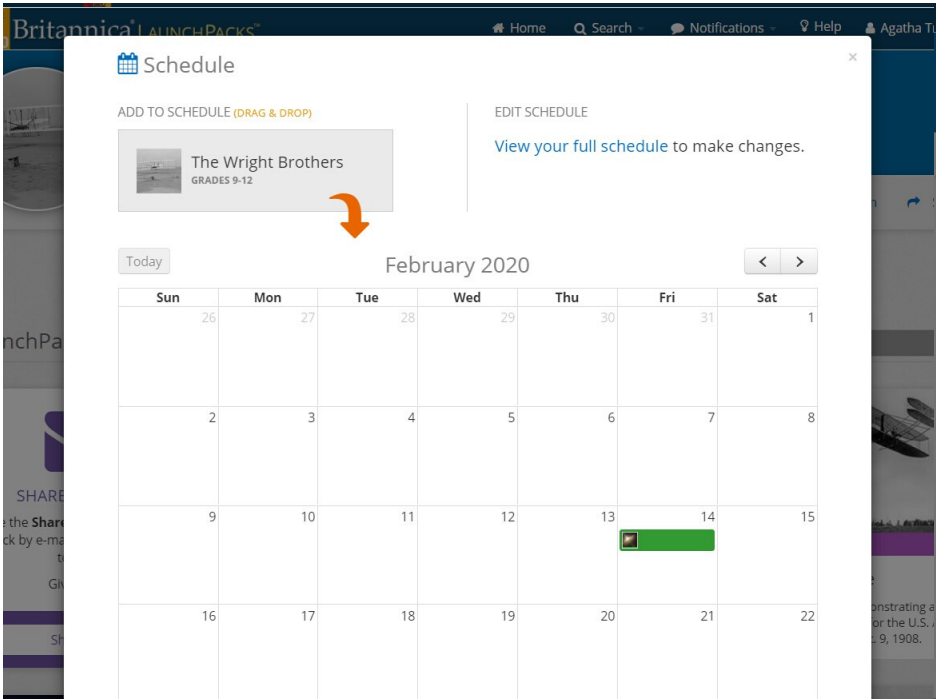 Britannica LAUNCHPACKS™
Home
Search
Notifications
Help
Agatha
Schedule
×
ADD TO SCHEDULE (DRAG & DROP)
The Wright Brothers
GRADES 9-12
EDIT SCHEDULE
View your full schedule to make changes.
Today
February 2020
Sun Mon Tue Wed Thu Fri Sat
26 27 28 29 30 31 1
2 3 4 5 6 7 8
9 10 11 12 13 14 15
16 17 18 19 20 21 22
SHARE
the Share
ck by e-ma
onstrating a
or the U.S.
9, 1908.